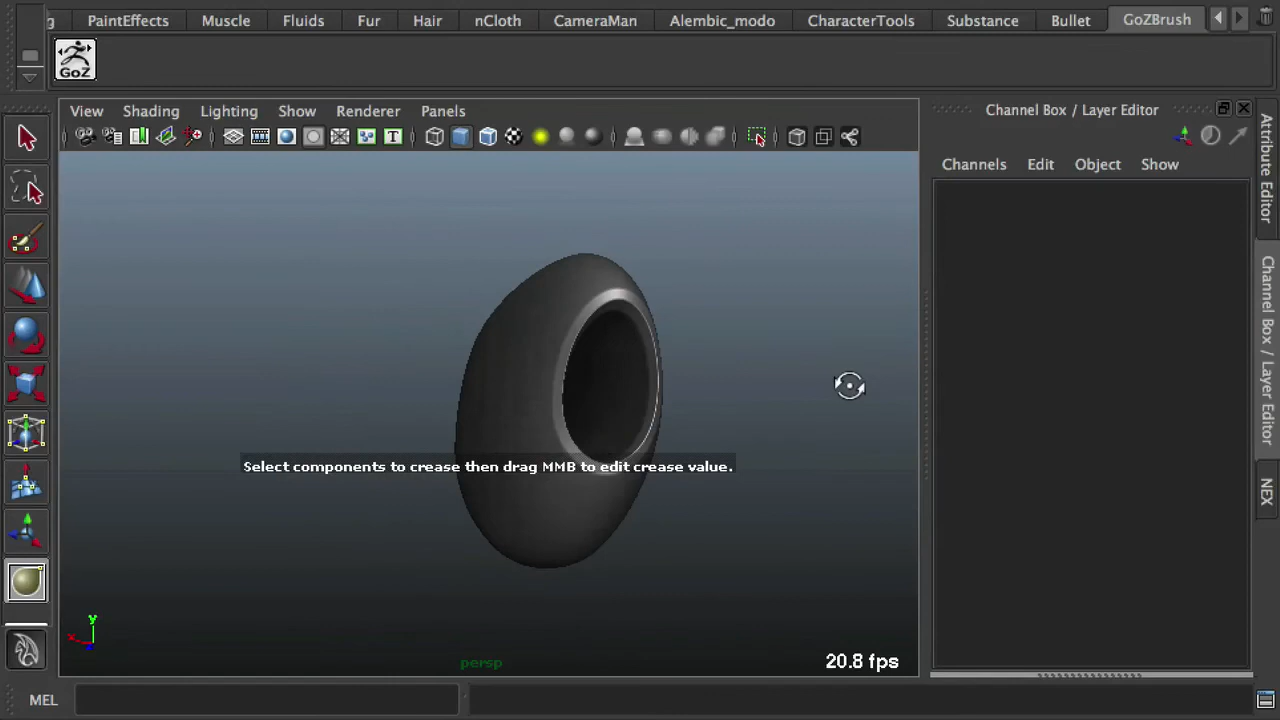 g PaintEffects Muscle Fluids Fur Hair nCloth CameraMan Alembic_modo CharacterTools Substance Bullet GoZBrush
GoZ
View Shading Lighting Show Renderer Panels
T
Channel Box / Layer Editor
Channels Edit Object Show
Attribute Editor
Channel Box / Layer Editor
NEX
Select components to crease then drag MMB to edit crease value.
y
x
persp
20.8 fps
MEL